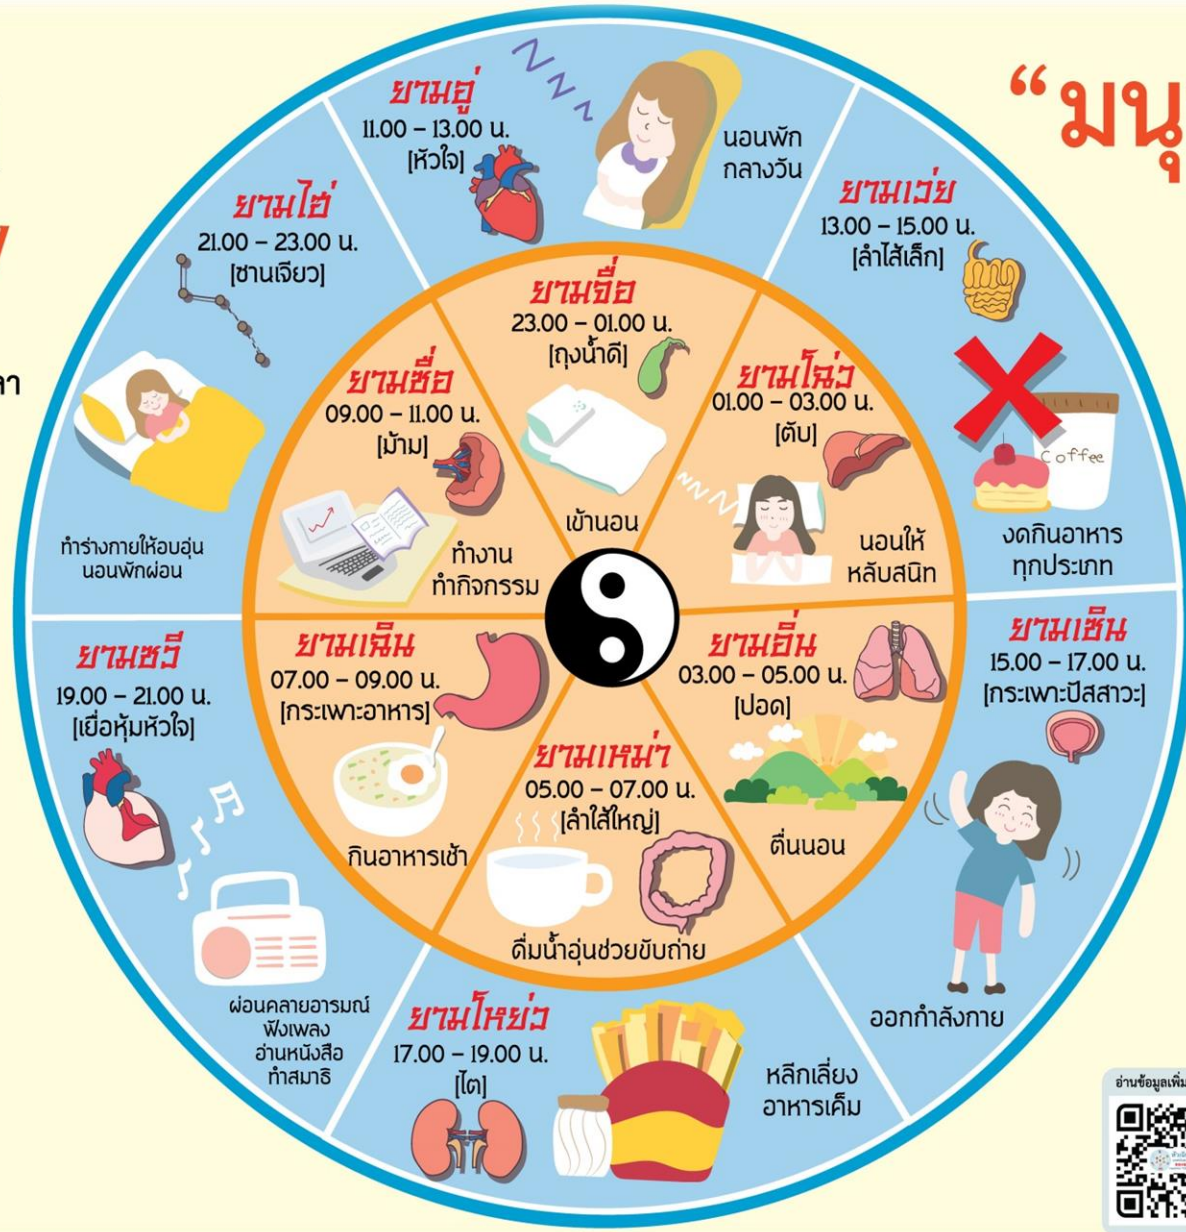 “มนุ
ลา
ยามอู่
11.00 – 13.00 น.
[หัวใจ]
นอนพัก
กลางวัน
ยามเว่ย
13.00 – 15.00 น.
[ลำไส้เล็ก]
Coffee
งดกินอาหาร
ทุกประเภท
ยามเซิน
15.00 – 17.00 น.
[กระเพาะปัสสาวะ]
ออกกำลังกาย
ยามโหย่ว
17.00 – 19.00 น.
[ไต]
หลีกเลี่ยง
อาหารเค็ม
ยามซวี
19.00 – 21.00 น.
[เยื่อหุ้มหัวใจ]
ผ่อนคลายอารมณ์
ฟังเพลง
อ่านหนังสือ
ทำสมาธิ
ยามไฮ่
21.00 – 23.00 น.
[ซานเจียว]
ทำร่างกายให้อบอุ่น
นอนพักผ่อน
ยามจื่อ
23.00 – 01.00 น.
[ถุงน้ำดี]
เข้านอน
ยามโฉ่ว
01.00 – 03.00 น.
[ตับ]
ZZZ
นอนให้
หลับสนิท
ยามอิ๋น
03.00 – 05.00 น.
[ปอด]
ตื่นนอน
ยามเหม่า
05.00 – 07.00 น.
[ลำใส้ใหญ่]
ดื่มน้ำอุ่นช่วยขับถ่าย
ยามเฉิน
07.00 – 09.00 น.
[กระเพาะอาหาร]
กินอาหารเช้า
ยามซื่อ
09.00 – 11.00 น.
[ม้าม]
ทำงาน
ทำกิจกรรม
อ่านข้อมูลเพิ่ม